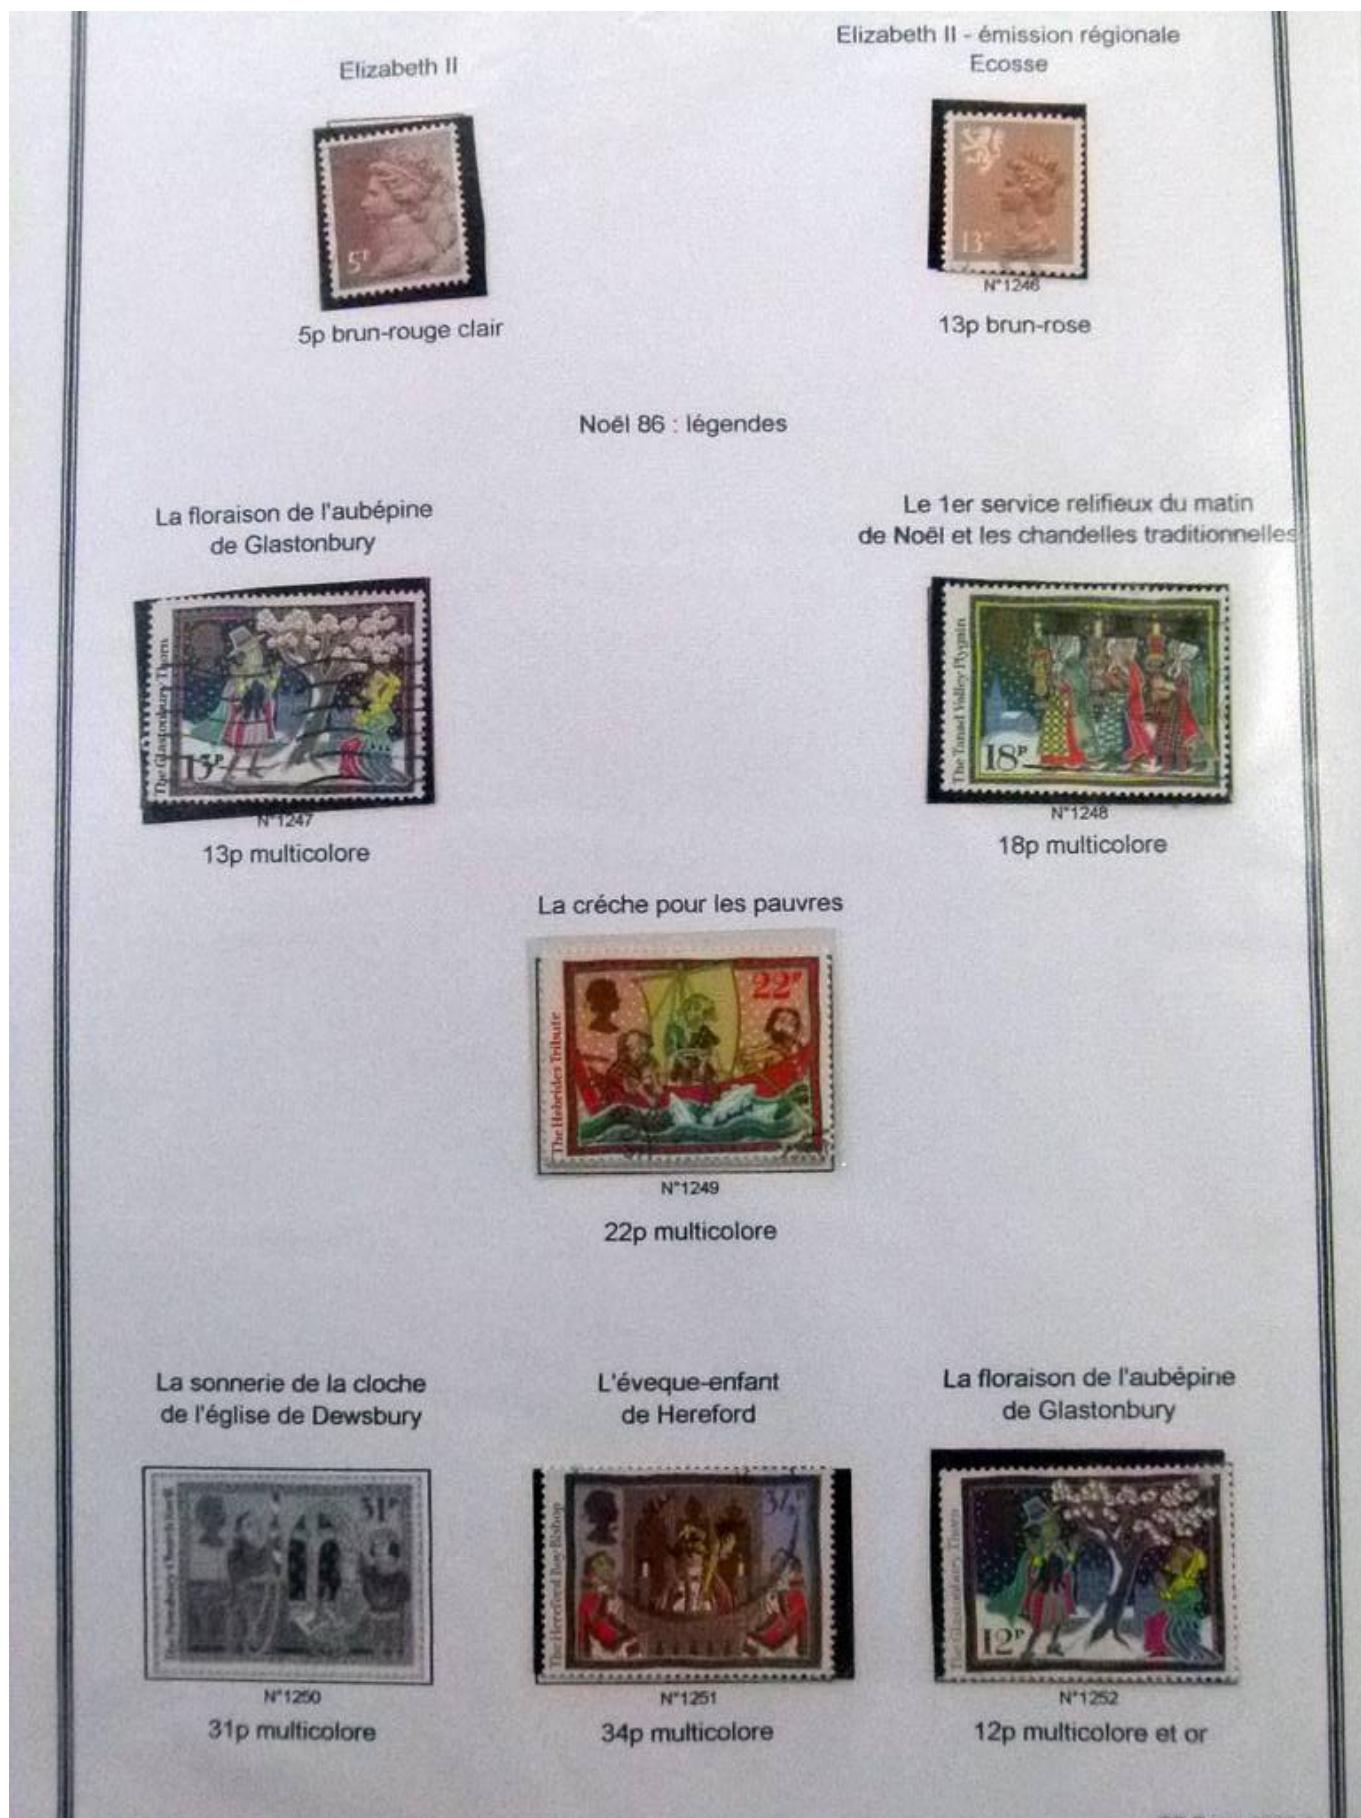 Elizabeth II
Elizabeth II - émission régionale
Ecosse
5P
13P
N°1246
5p brun-rouge clair
13p brun-rose
Noël 86 : légendes
La floraison de l'aubépine
de Glastonbury
Le 1er service relifieux du matin
de Noël et les chandelles traditionnelles
The Glastonbury Thorn
13P
The Tanad Valley Plygain
18P
N°1247
13p multicolore
N°1248
18p multicolore
La créche pour les pauvres
22P
The Hebrides Tribute
N°1249
22p multicolore
La sonnerie de la cloche
de l'église de Dewsbury
L'éveque-enfant
de Hereford
La floraison de l'aubépine
de Glastonbury
The Dewsbury Church Knell
31P
The Hereford Boy Bishop
34P
The Glastonbury Thorn
12P
N°1250
31p multicolore
N°1251
34p multicolore
N°1252
12p multicolore et or